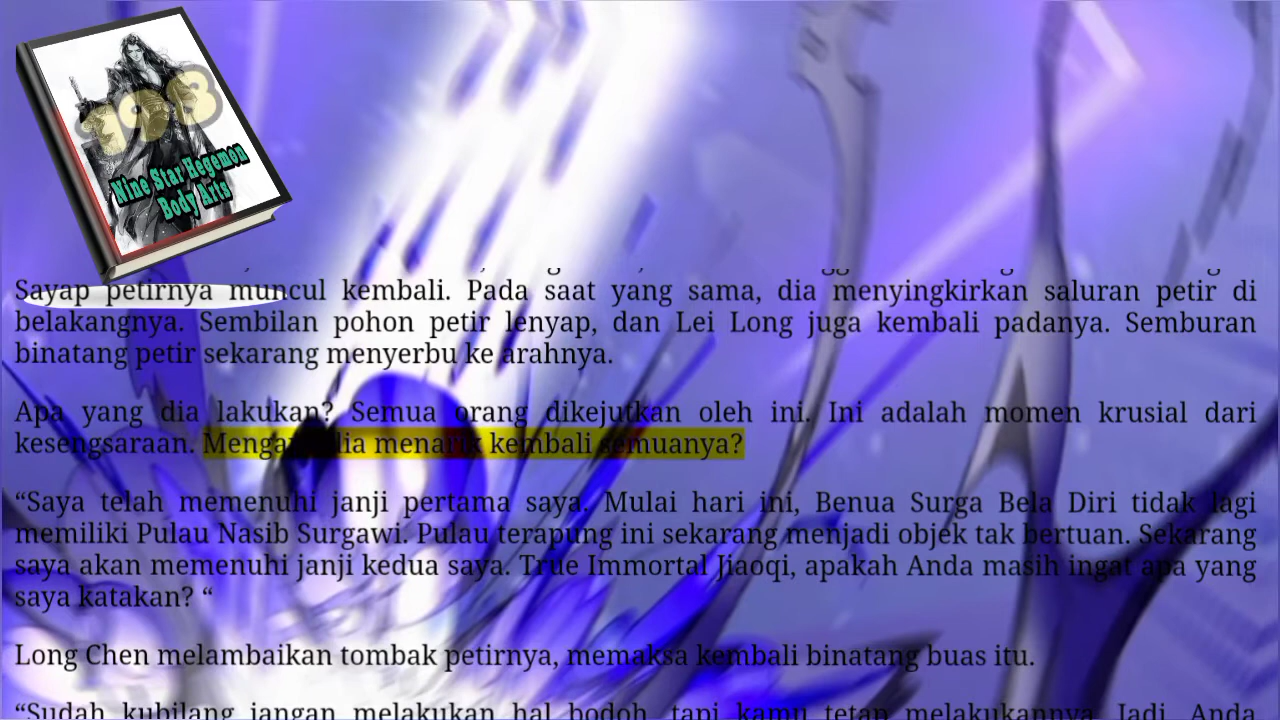 198
Nine Star Hegemon
Body Arts
Sayap petirnya muncul kembali. Pada saat yang sama, dia menyingkirkan saluran petir di
belakangnya. Sembilan pohon petir lenyap, dan Lei Long juga kembali padanya. Semburan
binatang petir sekarang menyerbu ke arahnya.
Apa yang dia lakukan? Semua orang dikejutkan oleh ini. Ini adalah momen krusial dari
kesengsaraan. Mengapa dia menarik kembali semuanya?
“Saya telah memenuhi janji pertama saya. Mulai hari ini, Benua Surga Bela Diri tidak lagi
memiliki Pulau Nasib Surgawi. Pulau terapung ini sekarang menjadi objek tak bertuan. Sekarang
saya akan memenuhi janji kedua saya. True Immortal Jiaoqi, apakah Anda masih ingat apa yang
saya katakan? “
Long Chen melambaikan tombak petirnya, memaksa kembali binatang buas itu.
“Sudah kubilang jangan melakukan hal bodoh, tapi kamu tetap melakukannya. Jadi, Anda